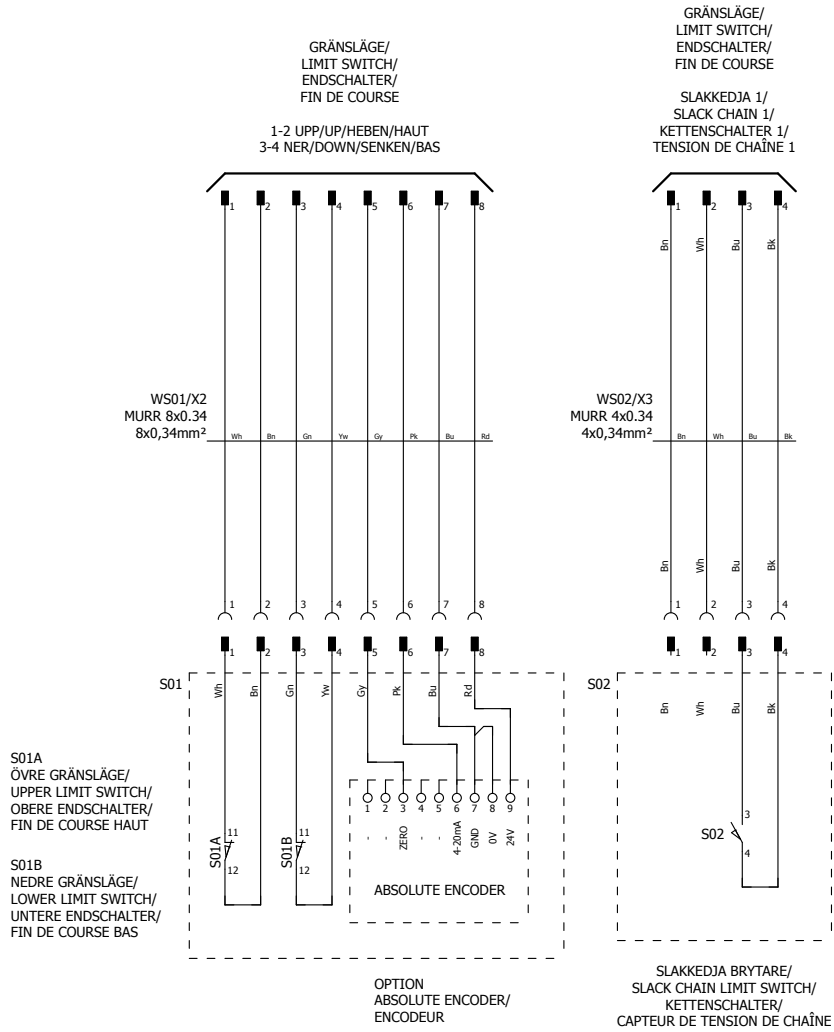 GRÄNSLÄGE/
LIMIT SWITCH/
ENDSCHALTER/
FIN DE COURSE
1-2 UPP/UP/HEBEN/HAUT
3-4 NER/DOWN/SENKEN/BAS
1 2 3 4 5 6 7 8
WS01/X2
MURR 8x0.34
8x0,34mm²
Wh Bn Gn Yw Gy Pk Bu Rd
1 2 3 4 5 6 7 8
1 2 3 4 5 6 7 8
S01
Wh Bn Gn Yw Gy Pk Bu Rd
S01A
ÖVRE GRÄNSLÄGE/
UPPER LIMIT SWITCH/
OBERE ENDSCHALTER/
FIN DE COURSE HAUT
S01B
NEDRE GRÄNSLÄGE/
LOWER LIMIT SWITCH/
UNTERE ENDSCHALTER/
FIN DE COURSE BAS
S01A
11
12
S01B
11
12
1 2 3 4 5 6 7 8 9
- - ZERO - - 4-20mA GND 0V 24V
ABSOLUTE ENCODER
OPTION
ABSOLUTE ENCODER/
ENCODEUR
GRÄNSLÄGE/
LIMIT SWITCH/
ENDSCHALTER/
FIN DE COURSE
SLAKKEDJA 1/
SLACK CHAIN 1/
KETTENSCHALTER 1/
TENSION DE CHAÎNE 1
1 2 3 4
Bn Wh Bu Bk
WS02/X3
MURR 4x0.34
4x0,34mm²
Bn Wh Bu Bk
Bn Wh Bu Bk
1 2 3 4
1 2 3 4
S02
Bn Wh Bu Bk
3
S02
4
SLAKKEDJA BRYTARE/
SLACK CHAIN LIMIT SWITCH/
KETTENSCHALTER/
CAPTEUR DE TENSION DE CHAÎNE